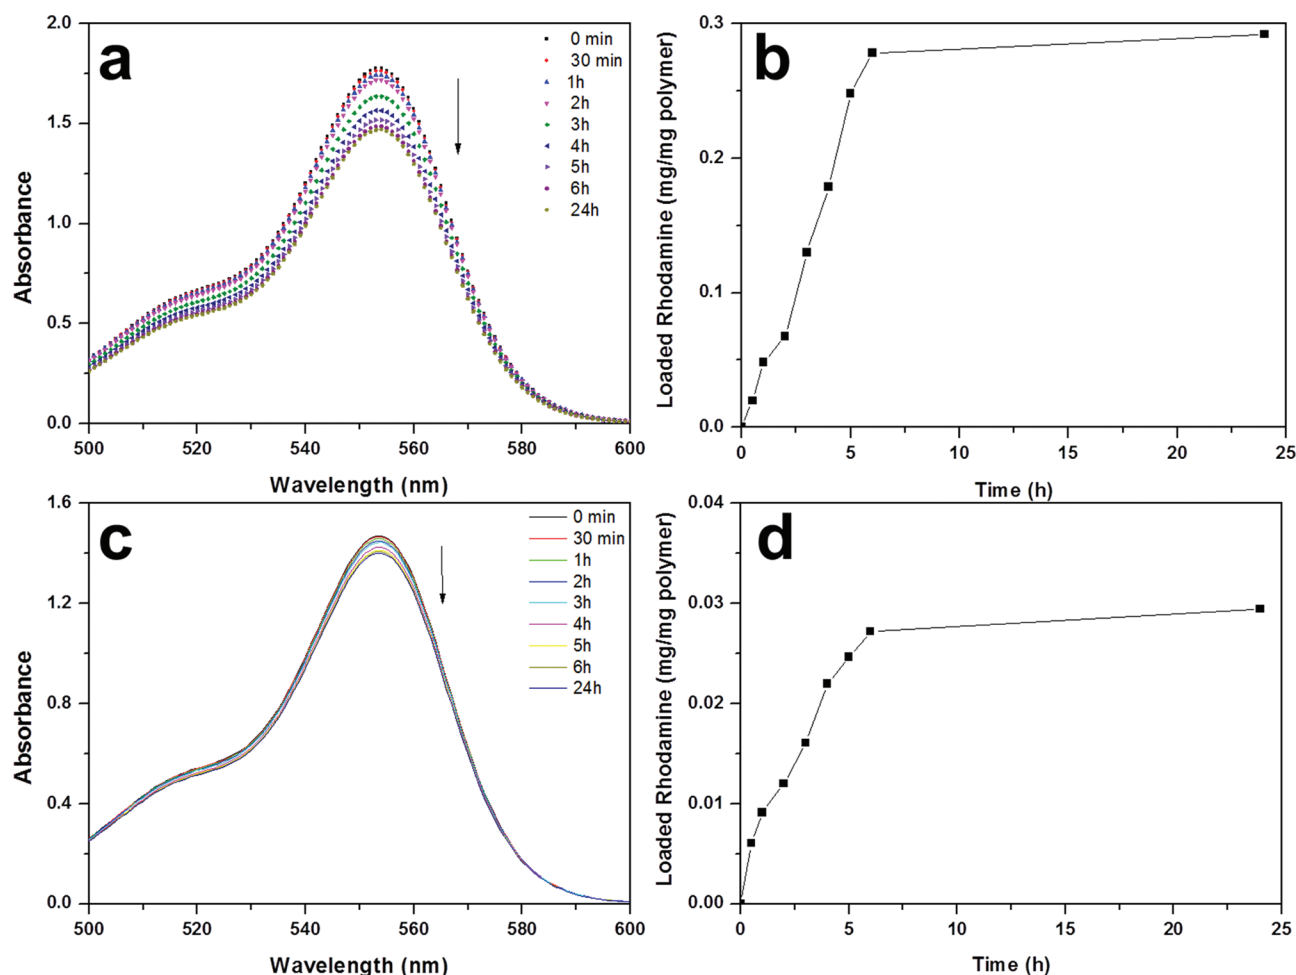 a
2.0
1.5
1.0
0.5
0.0
Absorbance
500
520
540
560
580
600
Wavelength (nm)
0 min
30 min
1h
2h
3h
4h
5h
6h
24h
b
0.3
0.2
0.1
0.0
Loaded Rhodamine (mg/mg polymer)
0
5
10
15
20
25
Time (h)
c
1.6
1.2
0.8
0.4
0.0
Absorbance
500
520
540
560
580
600
Wavelength (nm)
0 min
30 min
1h
2h
3h
4h
5h
6h
24h
d
0.04
0.03
0.02
0.01
0.00
Loaded Rhodamine (mg/mg polymer)
0
5
10
15
20
25
Time (h)